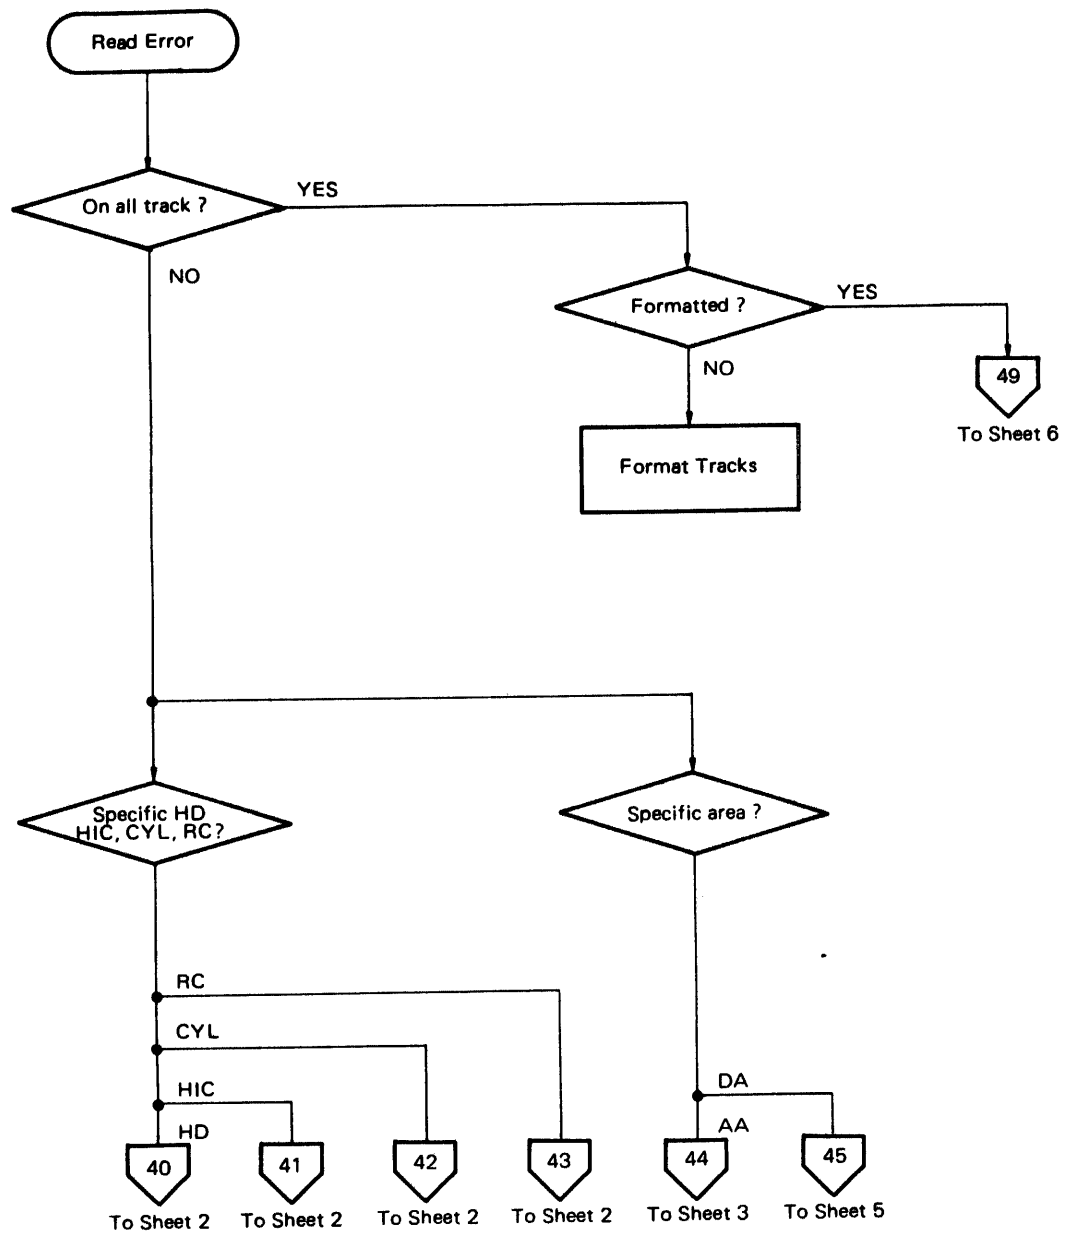 Read Error
On all track ?
YES
NO
Formatted ?
YES
NO
49
To Sheet 6
Format Tracks
Specific HD
HIC, CYL, RC?
Specific area ?
RC
CYL
HIC
HD
DA
AA
40
41
42
43
44
45
To Sheet 2
To Sheet 2
To Sheet 2
To Sheet 2
To Sheet 3
To Sheet 5